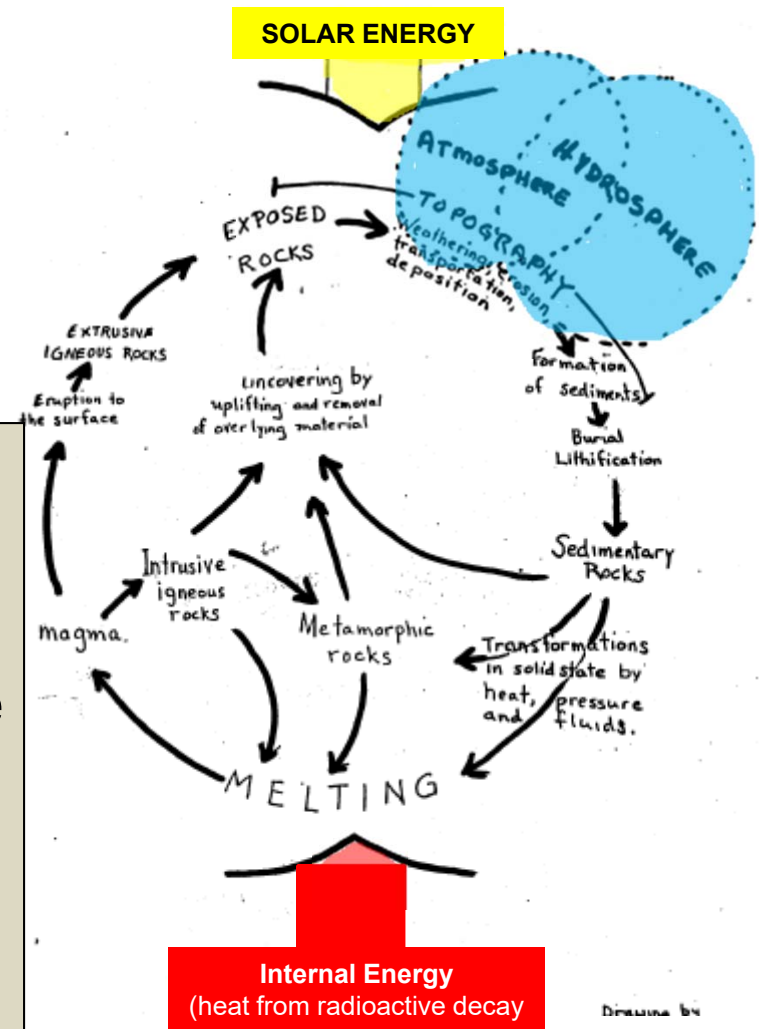 SOLAR ENERGY
ATMOSPHERE
HYDROSPHERE
TOPOGRAPHY
EXPOSED
ROCKS
Weathering, erosion,
transportation,
deposition
EXTRUSIVE
IGNEOUS ROCKS
Eruption to
the surface
Uncovering by
uplifting and removal
of overlying material
Formation
of sediments
Burial
Lithification
Sedimentary
Rocks
Intrusive
igneous
rocks
magma.
Metamorphic
rocks
Transformations
in solid state by
heat, pressure
and fluids.
MELTING
Internal Energy
(heat from radioactive decay
Drawing by